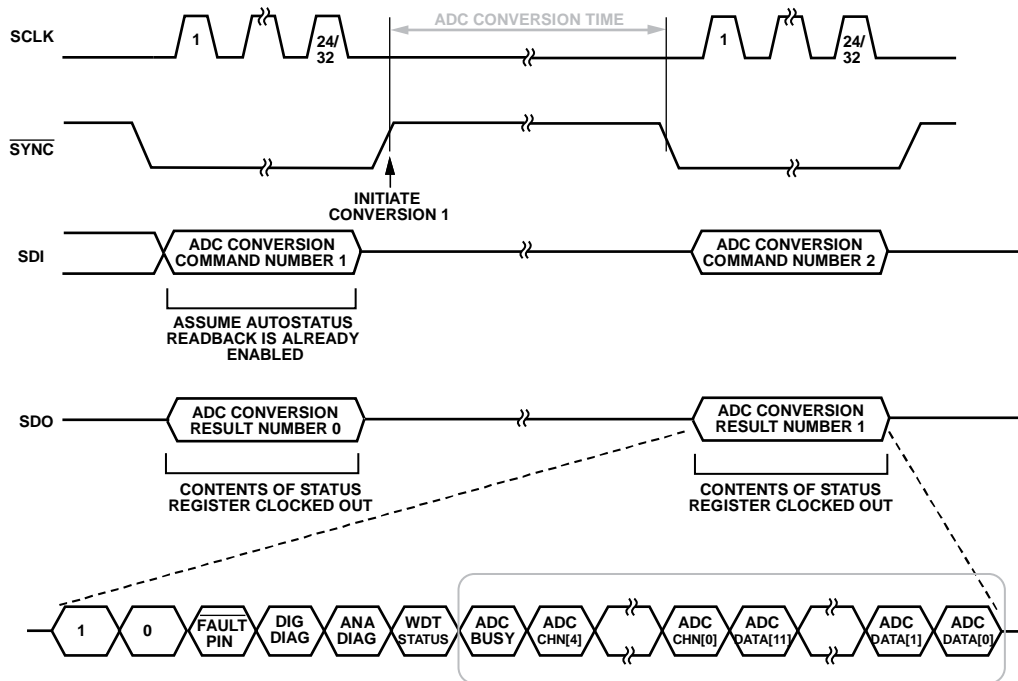 ADC CONVERSION TIME
SCLK
1
24/
32
1
24/
32
SYNC
INITIATE
CONVERSION 1
SDI
ADC CONVERSION
COMMAND NUMBER 1
ADC CONVERSION
COMMAND NUMBER 2
ASSUME AUTOSTATUS
READBACK IS ALREADY
ENABLED
SDO
ADC CONVERSION
RESULT NUMBER 0
ADC CONVERSION
RESULT NUMBER 1
CONTENTS OF STATUS
REGISTER CLOCKED OUT
CONTENTS OF STATUS
REGISTER CLOCKED OUT
1
0
FAULT
PIN
DIG
DIAG
ANA
DIAG
WDT
STATUS
ADC
BUSY
ADC
CHN[4]
ADC
CHN[0]
ADC
DATA[11]
ADC
DATA[1]
ADC
DATA[0]